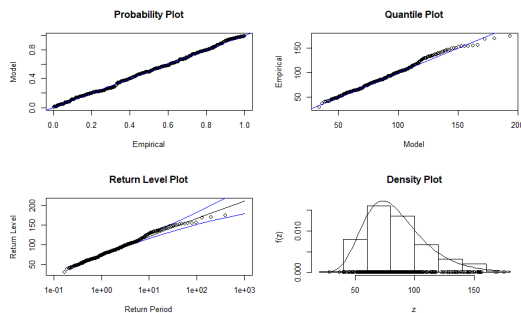 Probability Plot
Model
0.0 0.4 0.8
0.0 0.2 0.4 0.6 0.8 1.0
Empirical
Quantile Plot
Empirical
50 100 150
50 100 150 200
Model
Return Level Plot
Return Level
50 100 150 200
1e-01 1e+00 1e+01 1e+02 1e+03
Return Period
Density Plot
f(z)
0.000 0.010
50 100 150
z